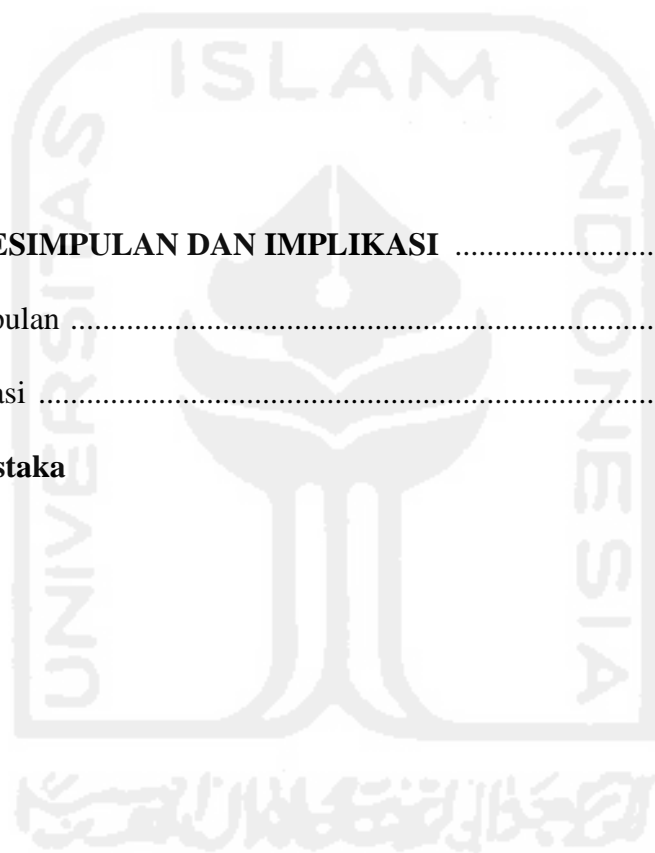 ISLAM
UNIVERSITAS
INDONESIA
ESIMPULAN DAN IMPLIKASI ........................
pulan ........................................................................
asi ............................................................................
staka